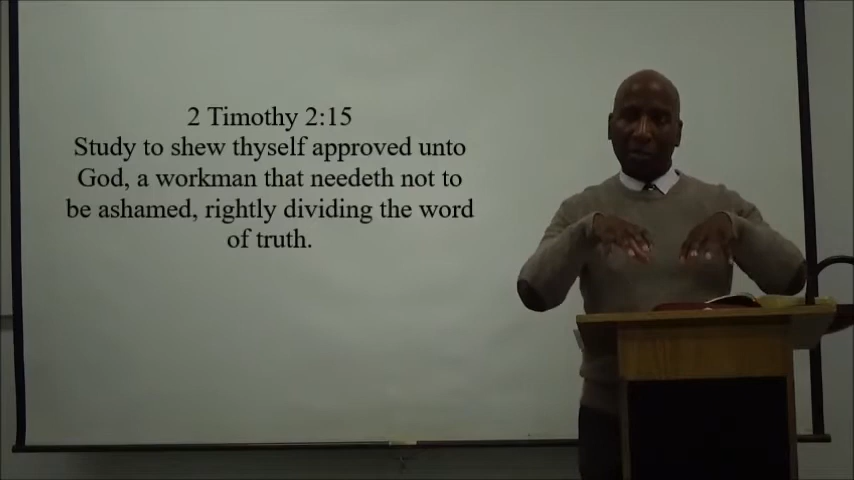 2 Timothy 2:15
Study to shew thyself approved unto
God, a workman that needeth not to
be ashamed, rightly dividing the word
of truth.